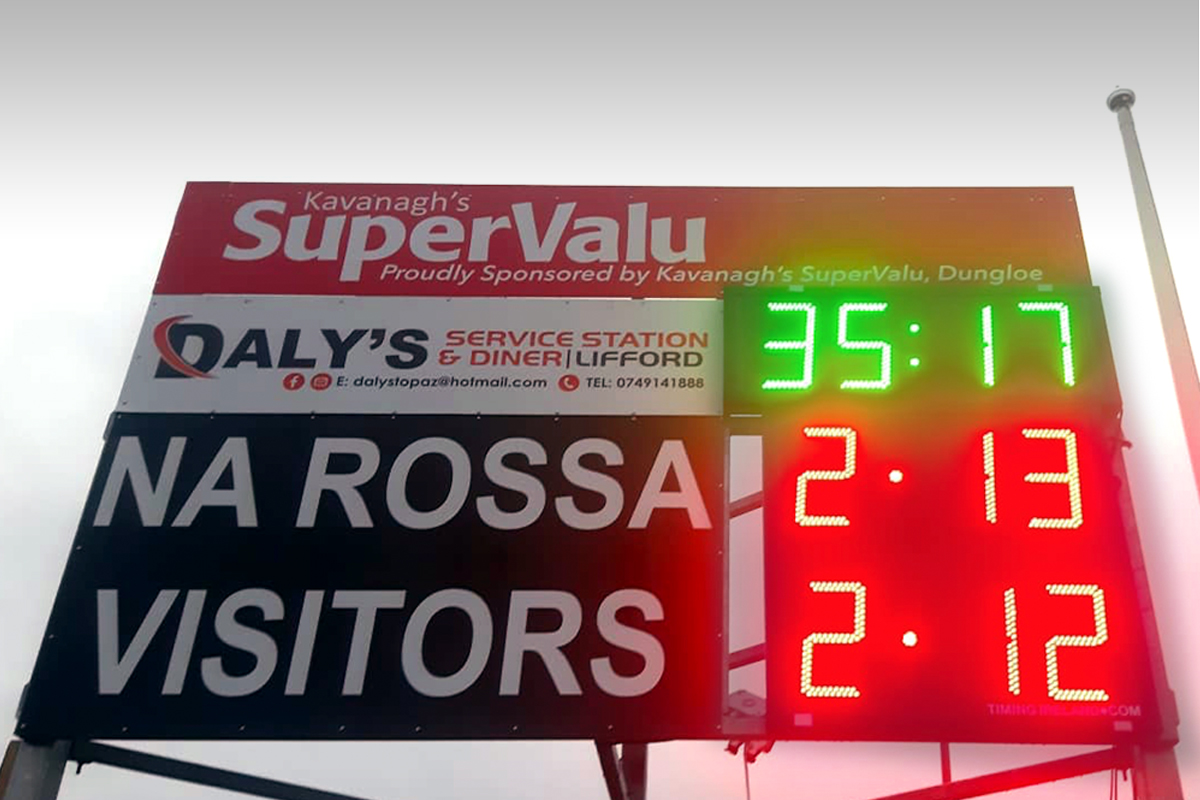 Kavanagh's
SuperValu
Proudly Sponsored by Kavanagh's SuperValu, Dungloe
DALY'S
SERVICE STATION
& DINER | LIFFORD
E: dalystopaz@hotmail.com TEL: 0749141888
35:17
NA ROSSA 2·13
VISITORS 2·12
TIMINGIRELAND.COM